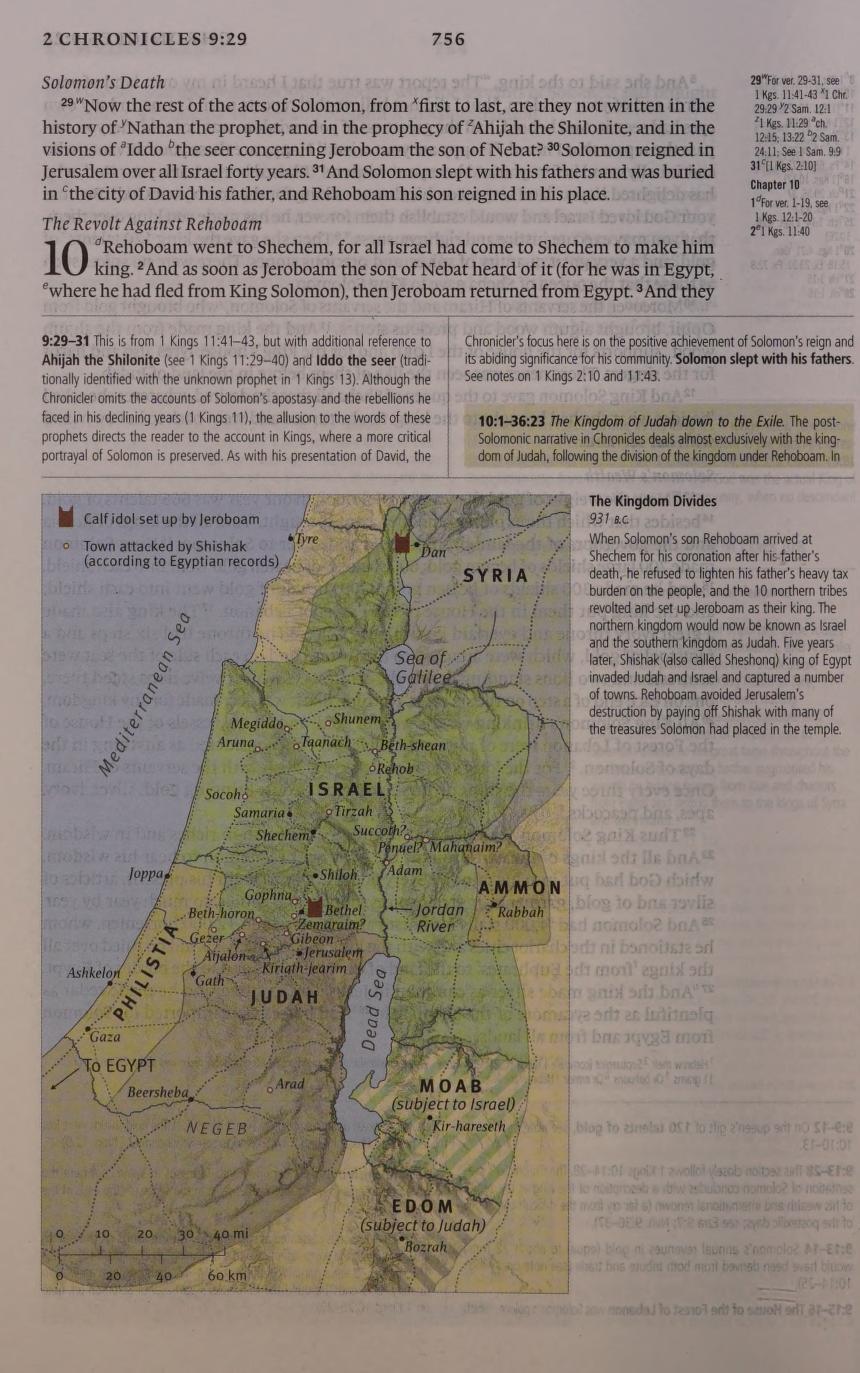 2 CHRONICLES 9:29
756
Solomon's Death
29 wNow the rest of the acts of Solomon, from xfirst to last, are they not written in the
history of yNathan the prophet, and in the prophecy of zAhijah the Shilonite, and in the
visions of aIddo bthe seer concerning Jeroboam the son of Nebat? 30 Solomon reigned in
Jerusalem over all Israel forty years. 31 And Solomon slept with his fathers and was buried
in cthe city of David his father, and Rehoboam his son reigned in his place.
The Revolt Against Rehoboam
10 dRehoboam went to Shechem, for all Israel had come to Shechem to make him
king. 2 And as soon as Jeroboam the son of Nebat heard of it (for he was in Egypt,
ewhere he had fled from King Solomon), then Jeroboam returned from Egypt. 3 And they
29 wFor ver. 29-31, see
1 Kgs. 11:41-43 x1 Chr.
29:29 y2 Sam. 12:1
z1 Kgs. 11:29 ach.
12:15; 13:22 b2 Sam.
24:11; See 1 Sam. 9:9
31 c[1 Kgs. 2:10]
Chapter 10
1 dFor ver. 1-19, see
1 Kgs. 12:1-20
2 e1 Kgs. 11:40
9:29–31 This is from 1 Kings 11:41–43, but with additional reference to
Ahijah the Shilonite (see 1 Kings 11:29–40) and Iddo the seer (tradi-
tionally identified with the unknown prophet in 1 Kings 13). Although the
Chronicler omits the accounts of Solomon's apostasy and the rebellions he
faced in his declining years (1 Kings 11), the allusion to the words of these
prophets directs the reader to the account in Kings, where a more critical
portrayal of Solomon is preserved. As with his presentation of David, the
Chronicler's focus here is on the positive achievement of Solomon's reign and
its abiding significance for his community. Solomon slept with his fathers.
See notes on 1 Kings 2:10 and 11:43.
10:1–36:23 The Kingdom of Judah down to the Exile. The post-
Solomonic narrative in Chronicles deals almost exclusively with the king-
dom of Judah, following the division of the kingdom under Rehoboam. In
Calf idol set up by Jeroboam
Town attacked by Shishak
(according to Egyptian records)
Tyre
Dan
SYRIA
Mediterranean Sea
Sea of
Galilee
Megiddo
Shunem
Aruna
Taanach
Beth-shean
Rehob
ISRAEL
Socoh
Samaria
Tirzah
Shechem
Succoth?
Penuel?
Mahanaim?
Joppa
Shiloh
Adam
AMMON
Gophna
Beth-horon
Bethel
Jordan
River
Rabbah
Zemaraim?
Gezer
Gibeon
Aijalon
Jerusalem
Kiriath-jearim
PHILISTIA
Ashkelon
Gath
JUDAH
Dead Sea
Gaza
To EGYPT
Beersheba
Arad
MOAB
(subject to Israel)
NEGEB
Kir-hareseth
EDOM
(subject to Judah)
Bozrah
0 10 20 30 40 mi
0 20 40 60 km
The Kingdom Divides
931 B.C.
When Solomon's son Rehoboam arrived at
Shechem for his coronation after his father's
death, he refused to lighten his father's heavy tax
burden on the people, and the 10 northern tribes
revolted and set up Jeroboam as their king. The
northern kingdom would now be known as Israel
and the southern kingdom as Judah. Five years
later, Shishak (also called Sheshonq) king of Egypt
invaded Judah and Israel and captured a number
of towns. Rehoboam avoided Jerusalem's
destruction by paying off Shishak with many of
the treasures Solomon had placed in the temple.